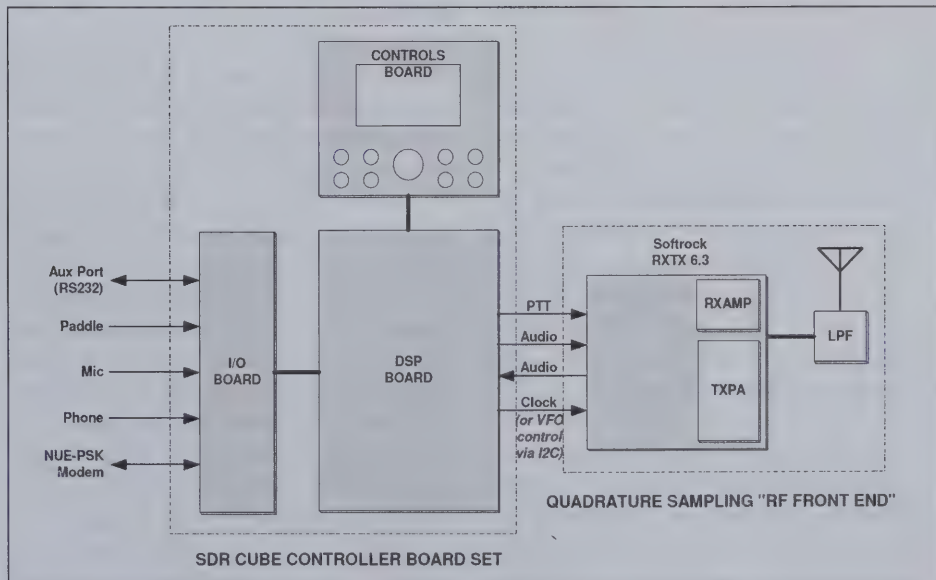 CONTROLS
BOARD
Aux Port
(RS232)
Paddle
Mic
Phone
NUE-PSK
Modem
I/O
BOARD
DSP
BOARD
PTT
Audio
Audio
Clock
(or VFO
control
via I2C)
Softrock
RXTX 6.3
RXAMP
TXPA
LPF
QUADRATURE SAMPLING "RF FRONT END"
SDR CUBE CONTROLLER BOARD SET